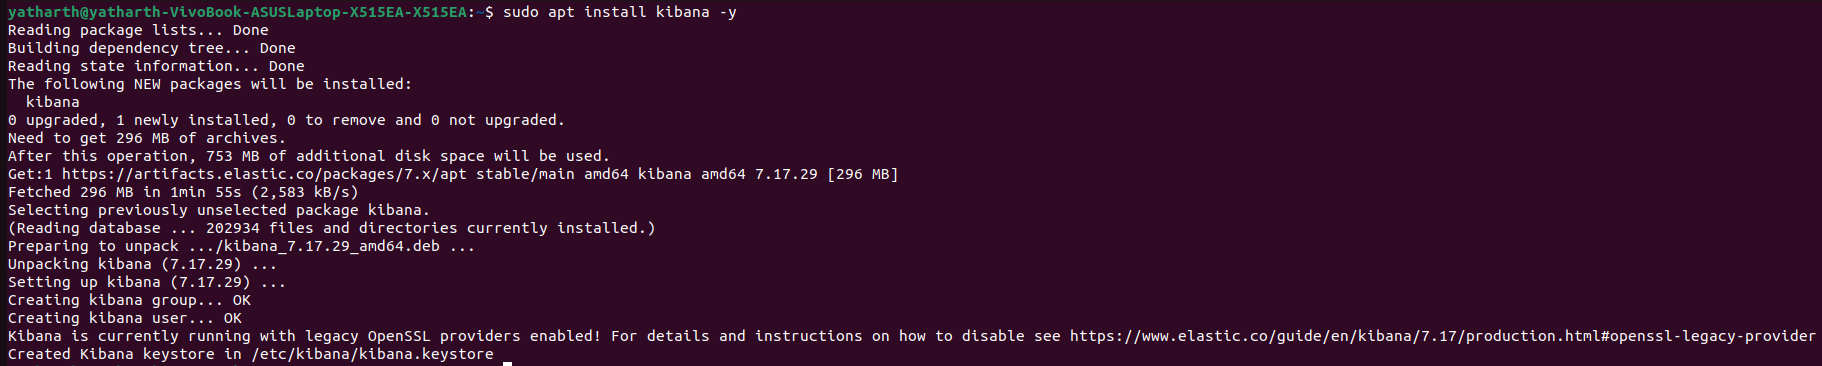 yatharth@yatharth-VivoBook-ASUSLaptop-X515EA-X515EA:~$ sudo apt install kibana -y
Reading package lists... Done
Building dependency tree... Done
Reading state information... Done
The following NEW packages will be installed:
  kibana
0 upgraded, 1 newly installed, 0 to remove and 0 not upgraded.
Need to get 296 MB of archives.
After this operation, 753 MB of additional disk space will be used.
Get:1 https://artifacts.elastic.co/packages/7.x/apt stable/main amd64 kibana amd64 7.17.29 [296 MB]
Fetched 296 MB in 1min 55s (2,583 kB/s)
Selecting previously unselected package kibana.
(Reading database ... 202934 files and directories currently installed.)
Preparing to unpack .../kibana_7.17.29_amd64.deb ...
Unpacking kibana (7.17.29) ...
Setting up kibana (7.17.29) ...
Creating kibana group... OK
Creating kibana user... OK
Kibana is currently running with legacy OpenSSL providers enabled! For details and instructions on how to disable see https://www.elastic.co/guide/en/kibana/7.17/production.html#openssl-legacy-provider
Created Kibana keystore in /etc/kibana/kibana.keystore